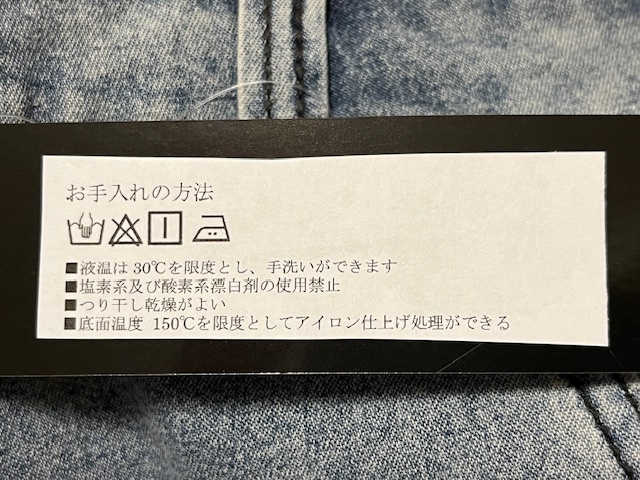 お手入れの方法
■液温は30℃を限度とし、手洗いができます
■塩素系及び酸素系漂白剤の使用禁止
■つり干し乾燥がよい
■底面温度 150℃を限度としてアイロン仕上げ処理ができる